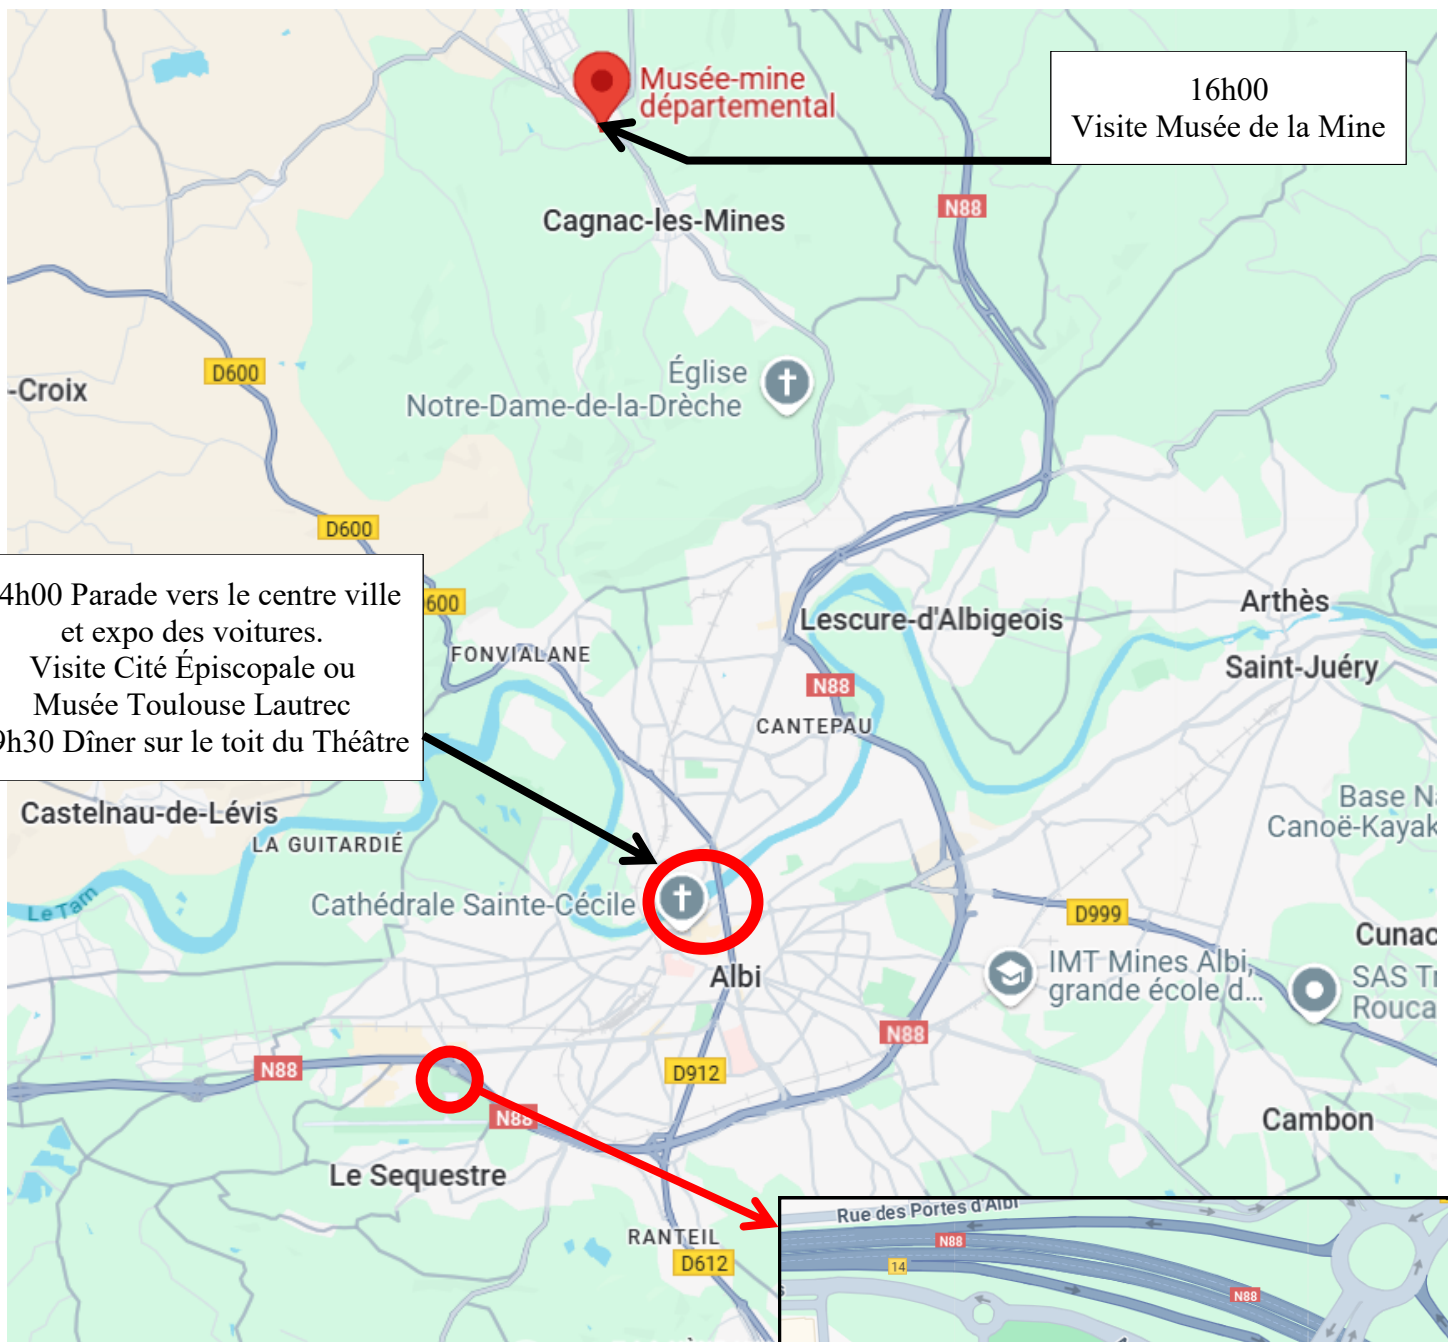 Musée-mine
départemental
16h00
Visite Musée de la Mine
N88
Cagnac-les-Mines
D600
-Croix
Église
Notre-Dame-de-la-Drèche
D600
4h00 Parade vers le centre ville
et expo des voitures.
Visite Cité Épiscopale ou
Musée Toulouse Lautrec
9h30 Dîner sur le toit du Théâtre
600
FONVIALANE
Lescure-d'Albigeois
Arthès
Saint-Juéry
N88
CANTEPAU
Castelnau-de-Lévis
LA GUITARDIÉ
Base Na
Canoë-Kayak
Le Tarn
Cathédrale Sainte-Cécile
D999
Albi
IMT Mines Albi,
grande école d...
Cunac
SAS Tr
Rouca
N88
N88
D912
N88
Cambon
Le Sequestre
RANTEIL
D612
Rue des Portes d'Albi
N88
14
N88